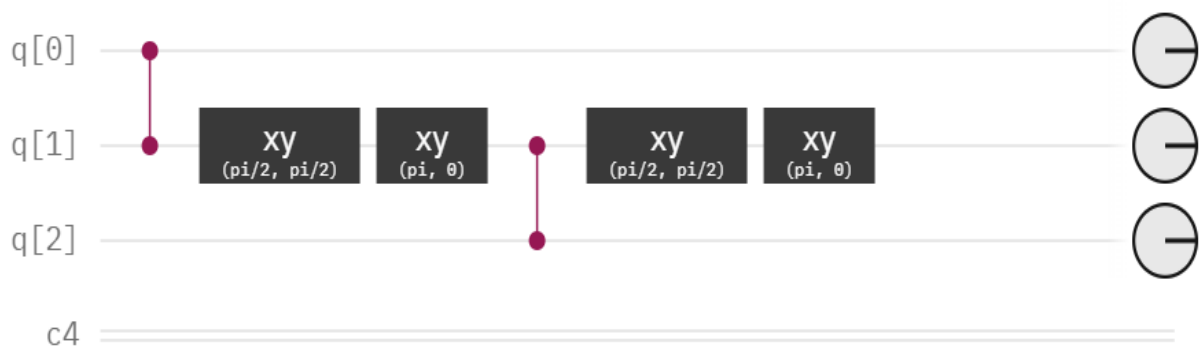 q[0]
q[1]
xy
(pi/2, pi/2)
xy
(pi, 0)
xy
(pi/2, pi/2)
xy
(pi, 0)
q[2]
c4